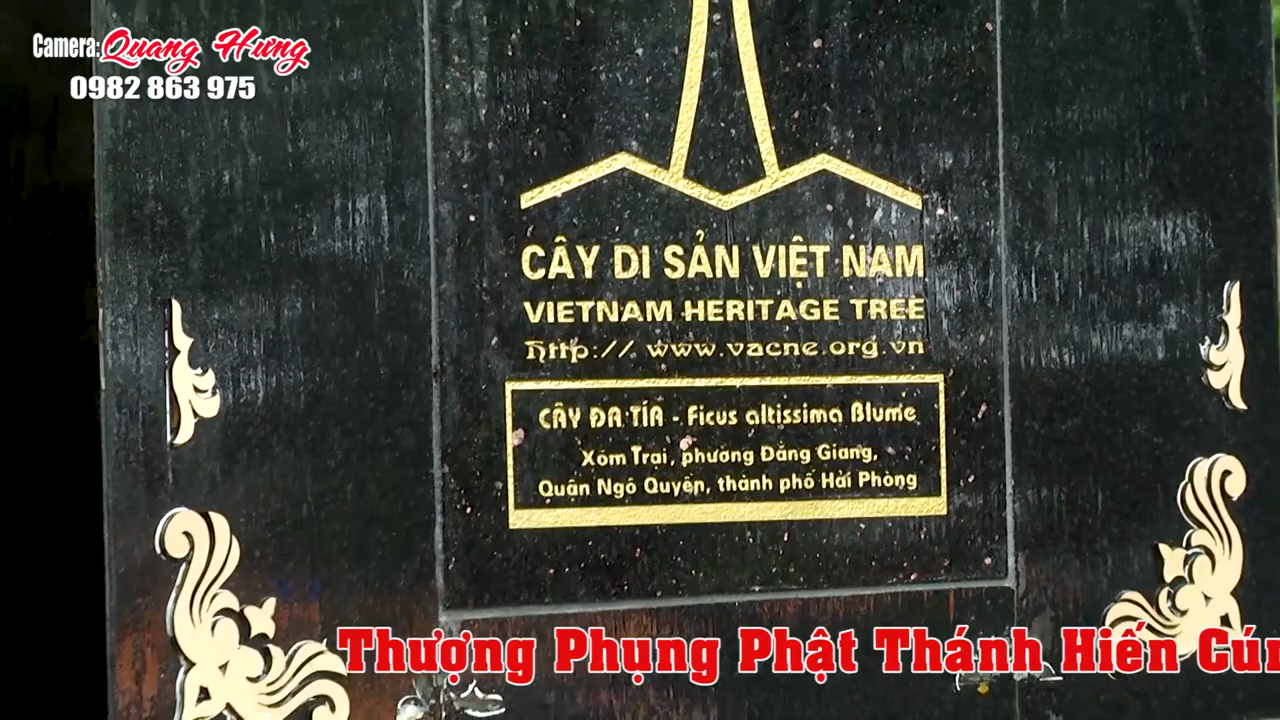 Camera: Quang Hưng
0982 863 975
CÂY DI SẢN VIỆT NAM
VIETNAM HERITAGE TREE
http:// www.vacne.org.vn
CÂY ĐA TÍA - Ficus altissima Blume
Xóm Trại, phường Đằng Giang,
Quận Ngô Quyền, thành phố Hải Phòng
Thượng Phụng Phật Thánh Hiến